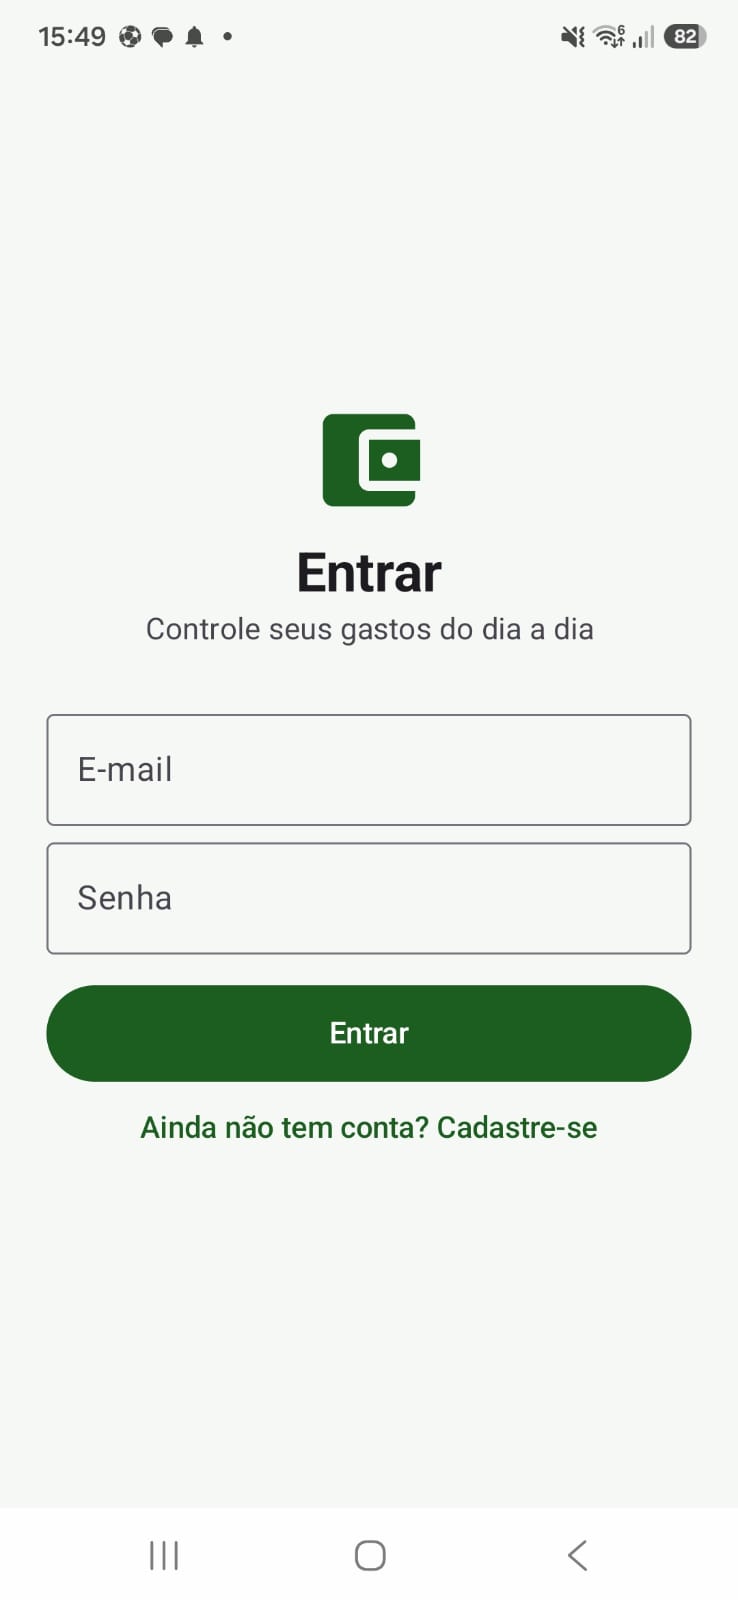 15:49
6
82
Entrar
Controle seus gastos do dia a dia
E-mail
Senha
Entrar
Ainda não tem conta? Cadastre-se